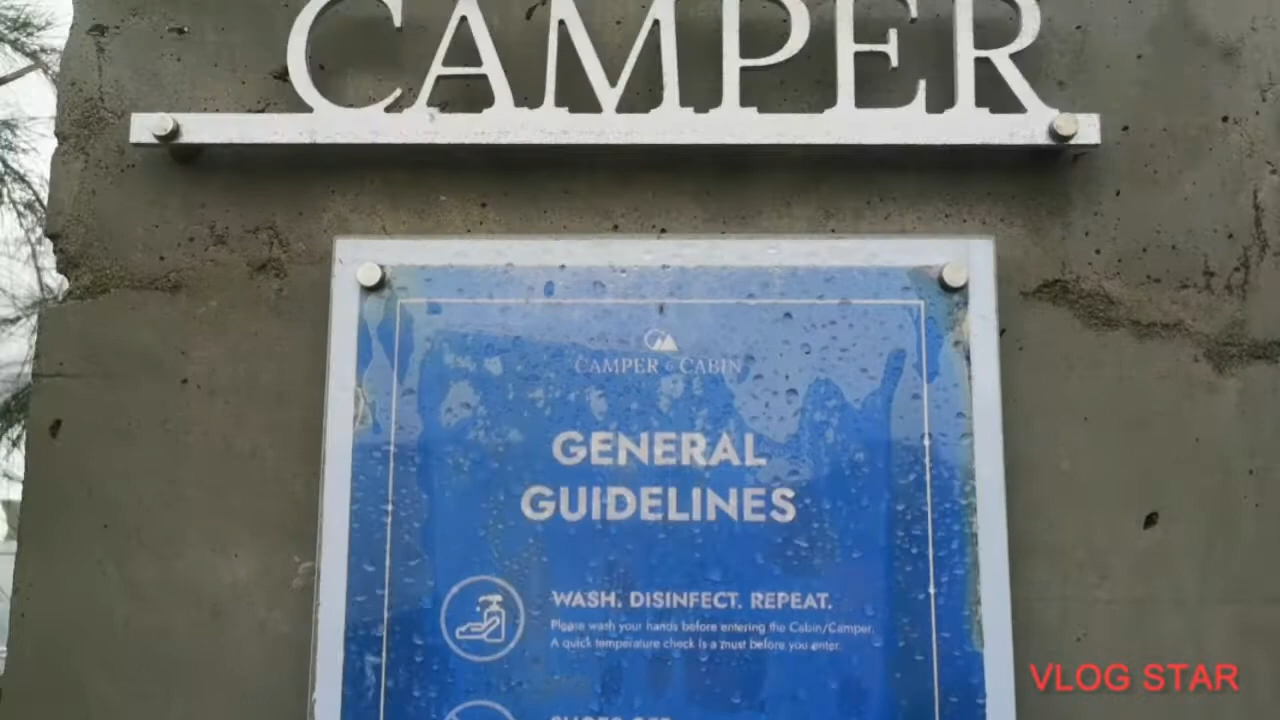 CAMPER
CAMPER & CABIN
GENERAL
GUIDELINES
WASH. DISINFECT. REPEAT.
Please wash your hands before entering the Cabin/Camper.
A quick temperature check is a must before you enter.
VLOG STAR